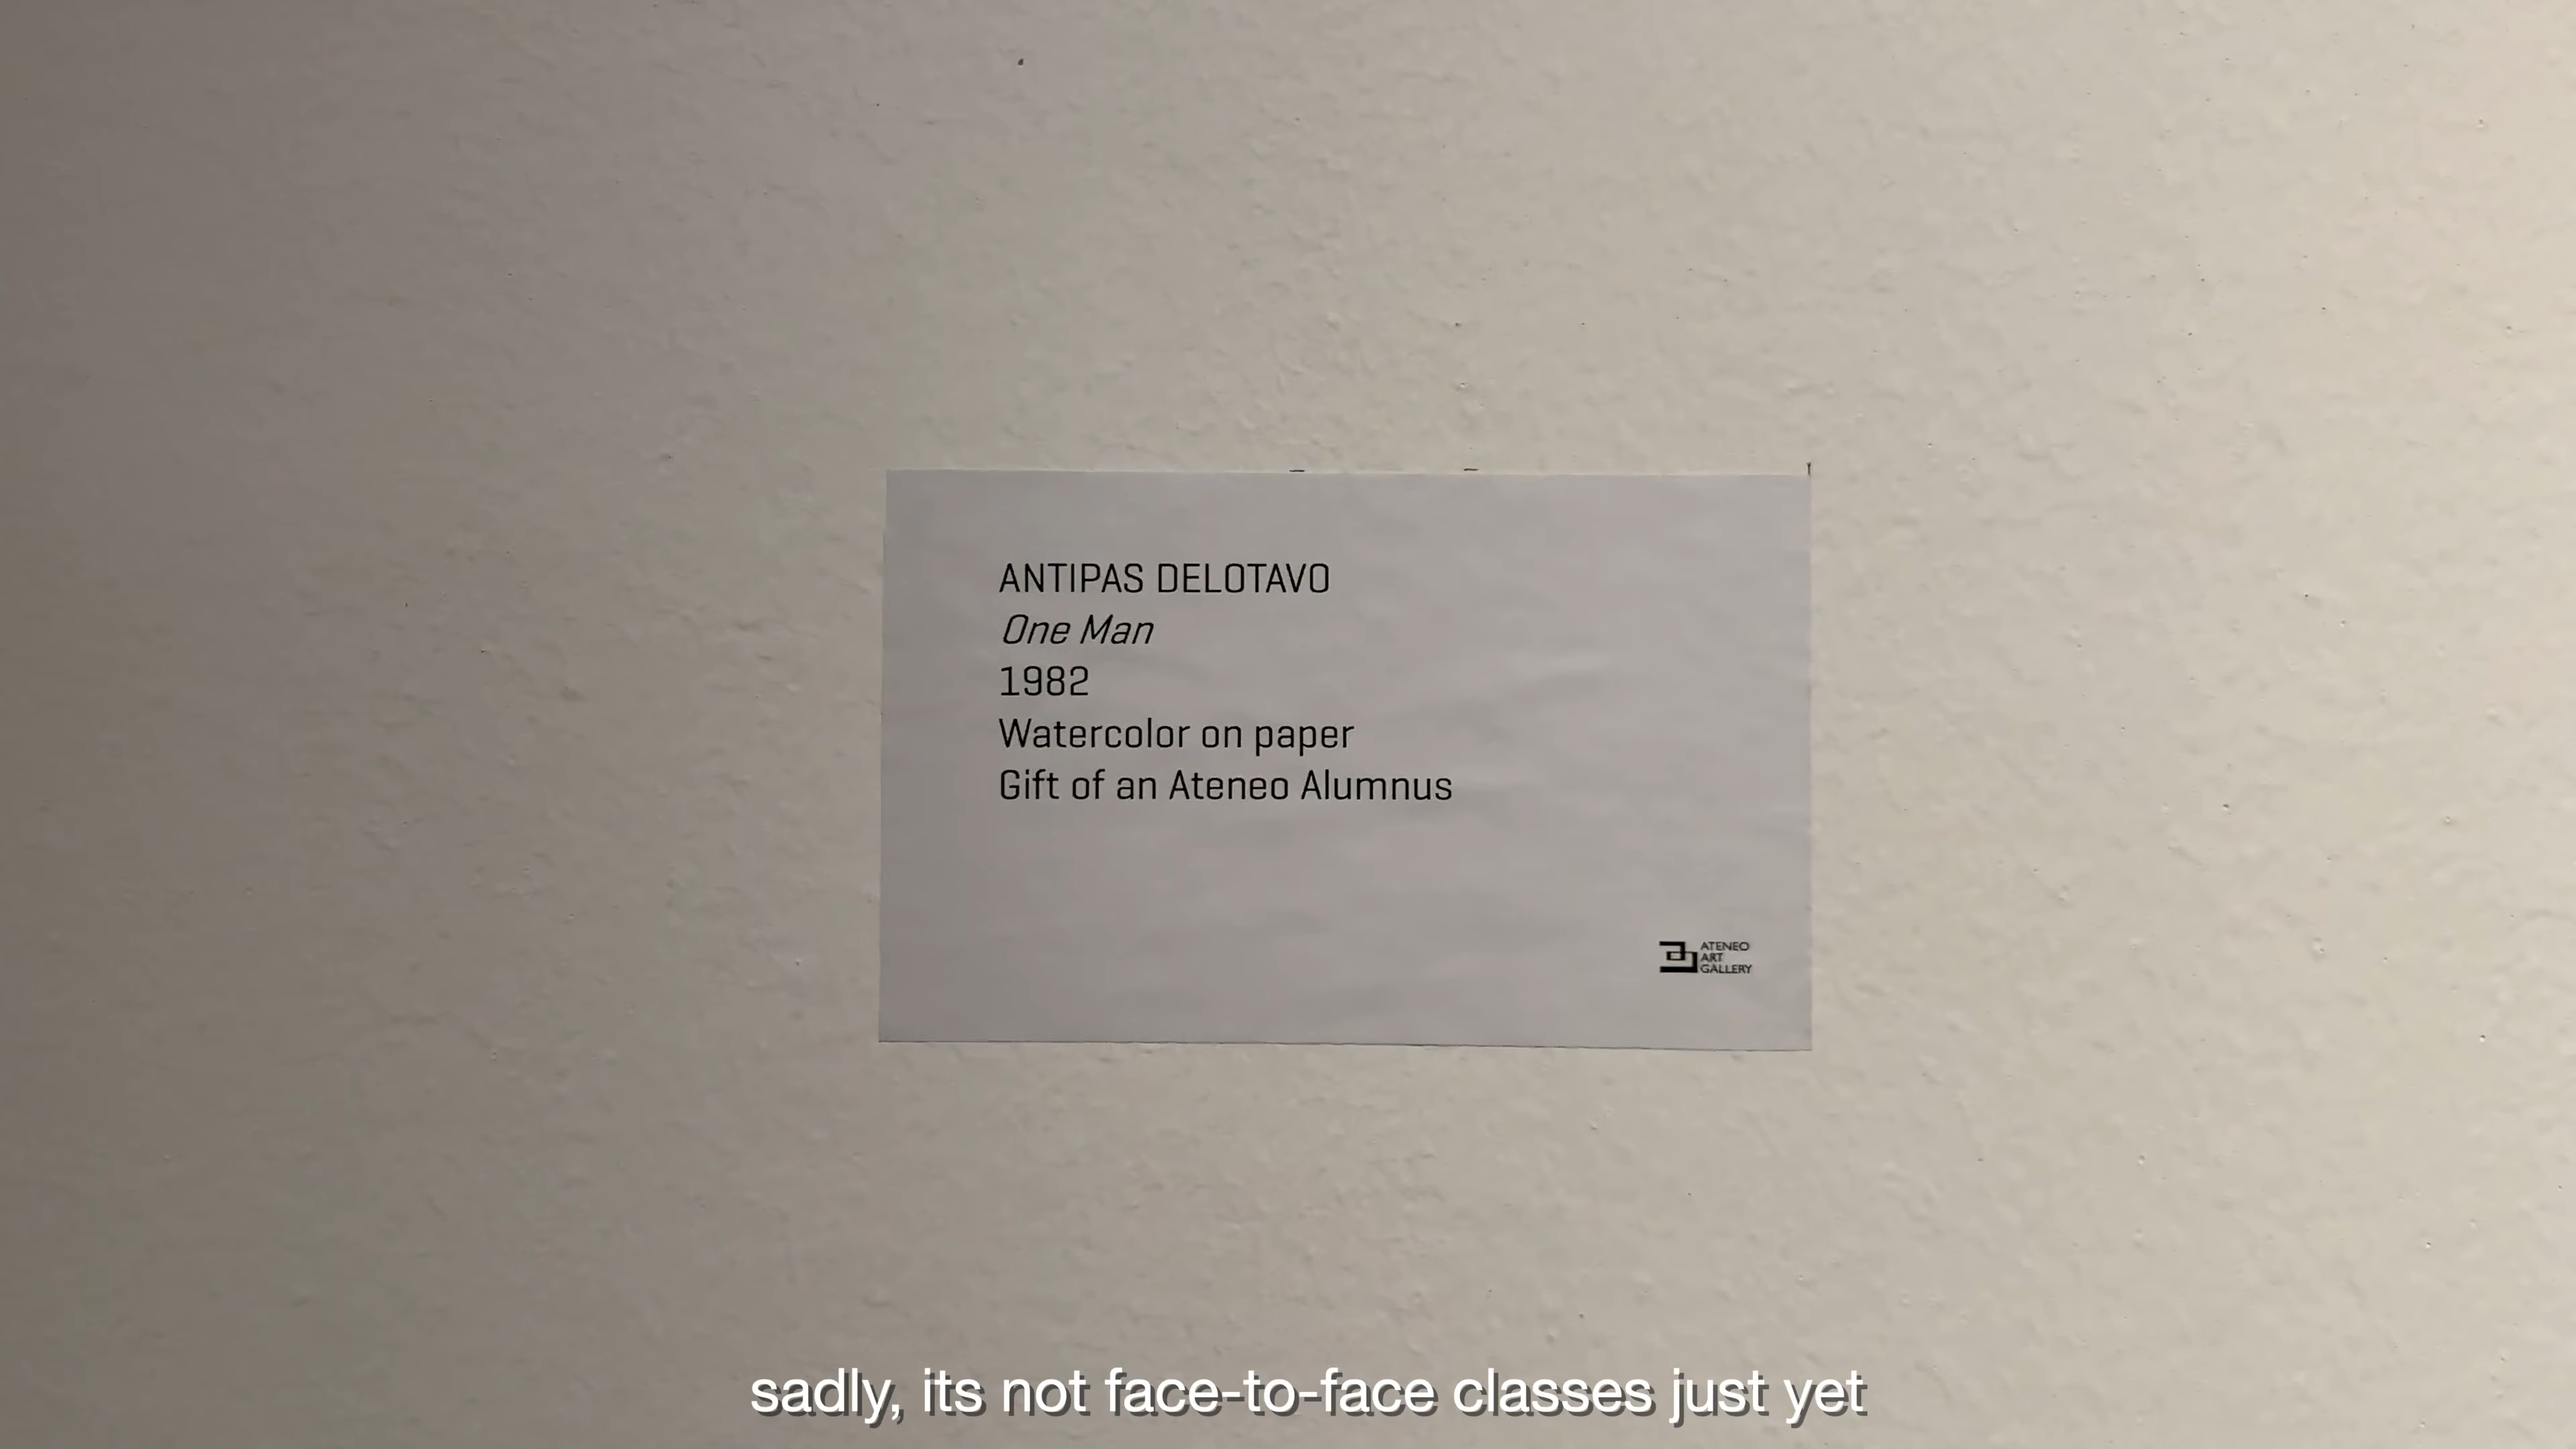 ANTIPAS DELOTAVO
One Man
1982
Watercolor on paper
Gift of an Ateneo Alumnus
ATENEO
ART
GALLERY
sadly, its not face-to-face classes just yet